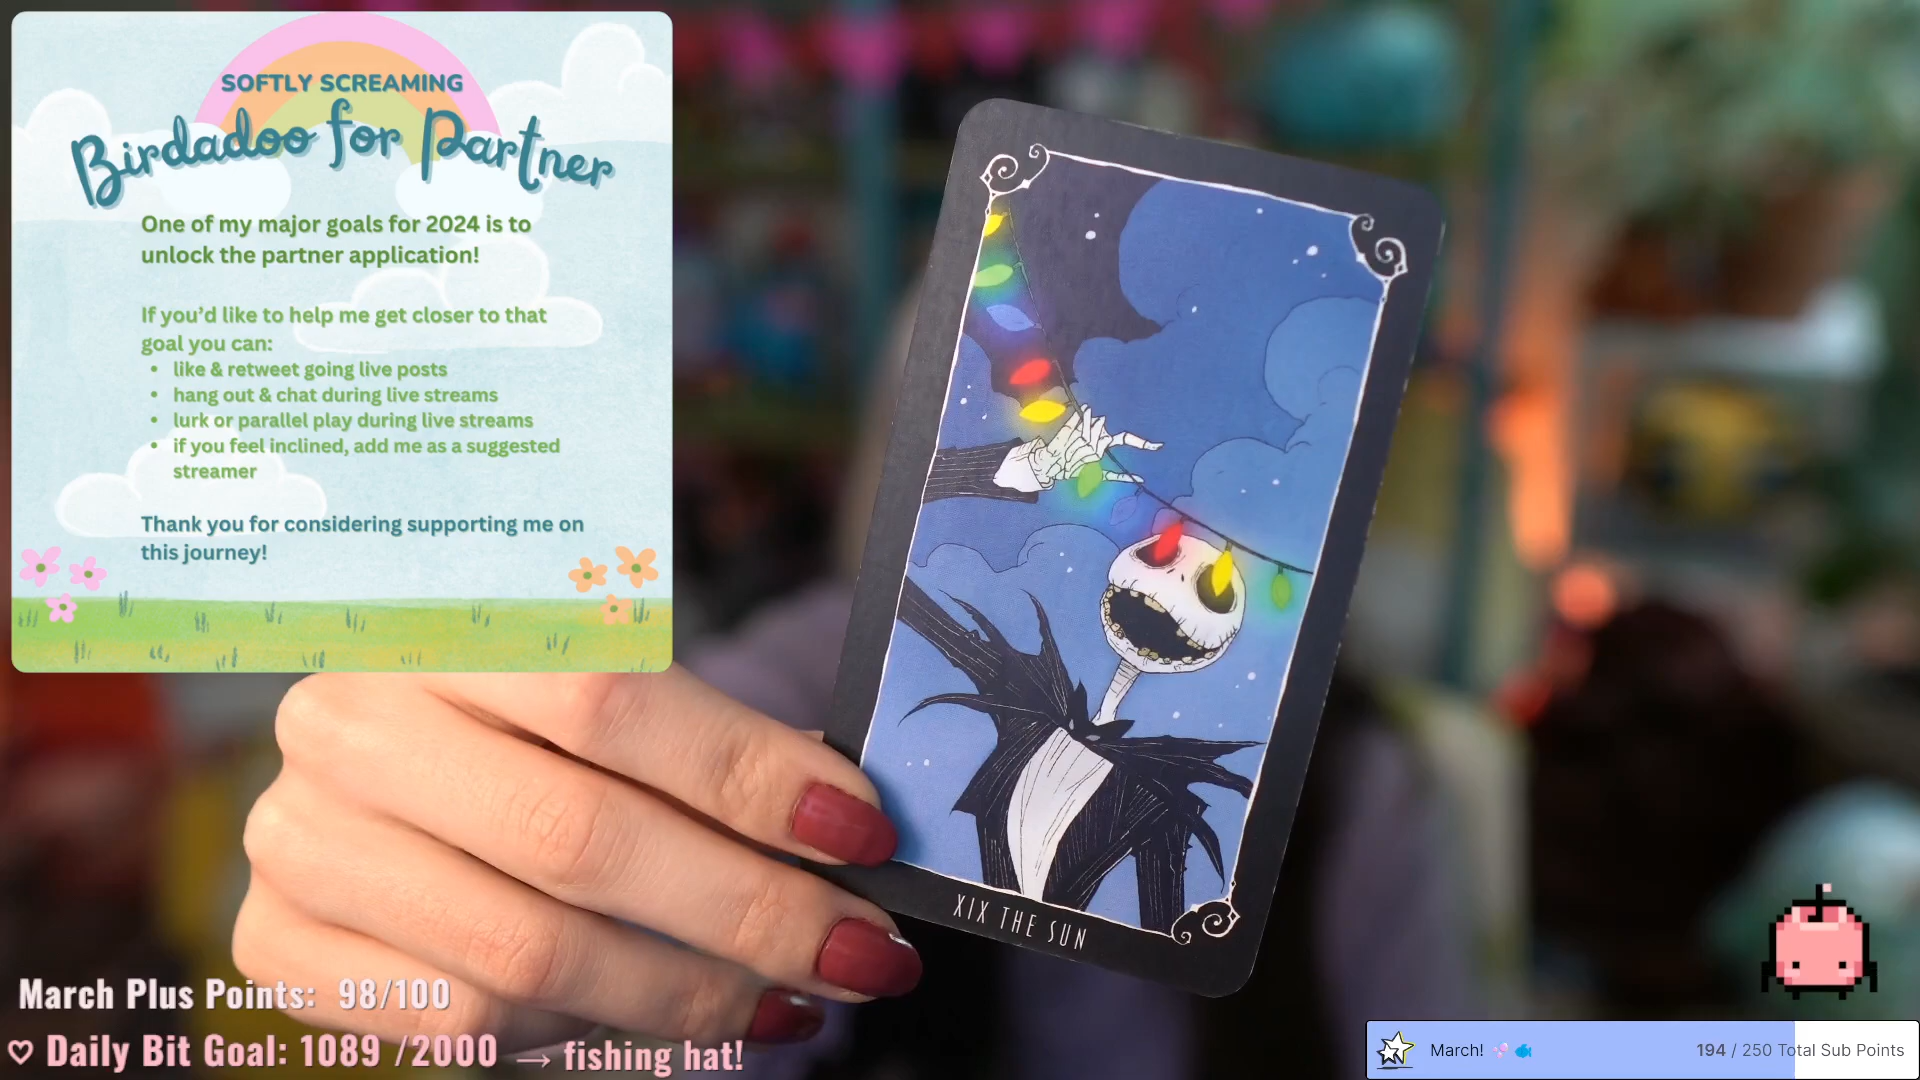 SOFTLY SCREAMING
Birdadoo for Partner
One of my major goals for 2024 is to
unlock the partner application!
If you'd like to help me get closer to that
goal you can:
• like & retweet going live posts
• hang out & chat during live streams
• lurk or parallel play during live streams
• if you feel inclined, add me as a suggested
streamer
Thank you for considering supporting me on
this journey!
XIX THE SUN
March Plus Points: 98/100
♡ Daily Bit Goal: 1089 /2000 → fishing hat!
March! 194 / 250 Total Sub Points